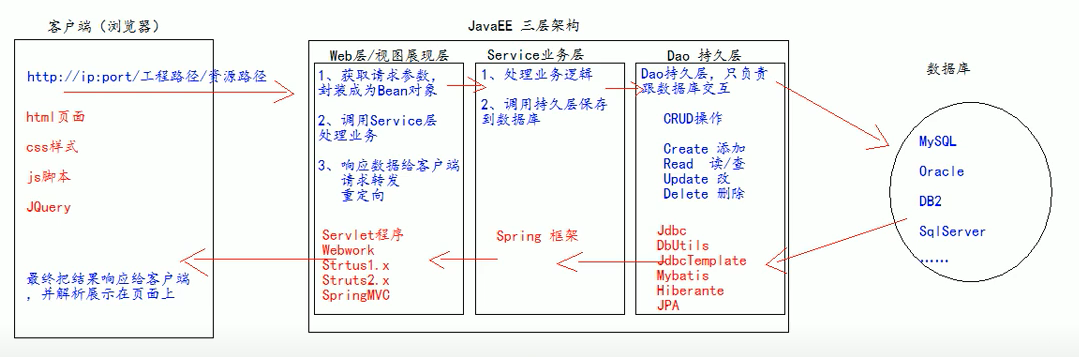 客户端（浏览器）
http://ip:port/工程路径/资源路径
html页面
css样式
js脚本
JQuery
最终把结果响应给客户端
，并解析展示在页面上
JavaEE 三层架构
Web层/视图展现层
1、获取请求参数，
封装成为Bean对象
2、调用Service层
处理业务
3、响应数据给客户端
请求转发
重定向
Servlet程序
Webwork
Strtus1.x
Struts2.x
SpringMVC
Service业务层
1、处理业务逻辑
2、调用持久层保存
到数据库
Spring 框架
Dao 持久层
Dao持久层，只负责
跟数据库交互
CRUD操作
Create 添加
Read 读/查
Update 改
Delete 删除
Jdbc
DbUtils
JdbcTemplate
Mybatis
Hiberante
JPA
数据库
MySQL
Oracle
DB2
SqlServer
......